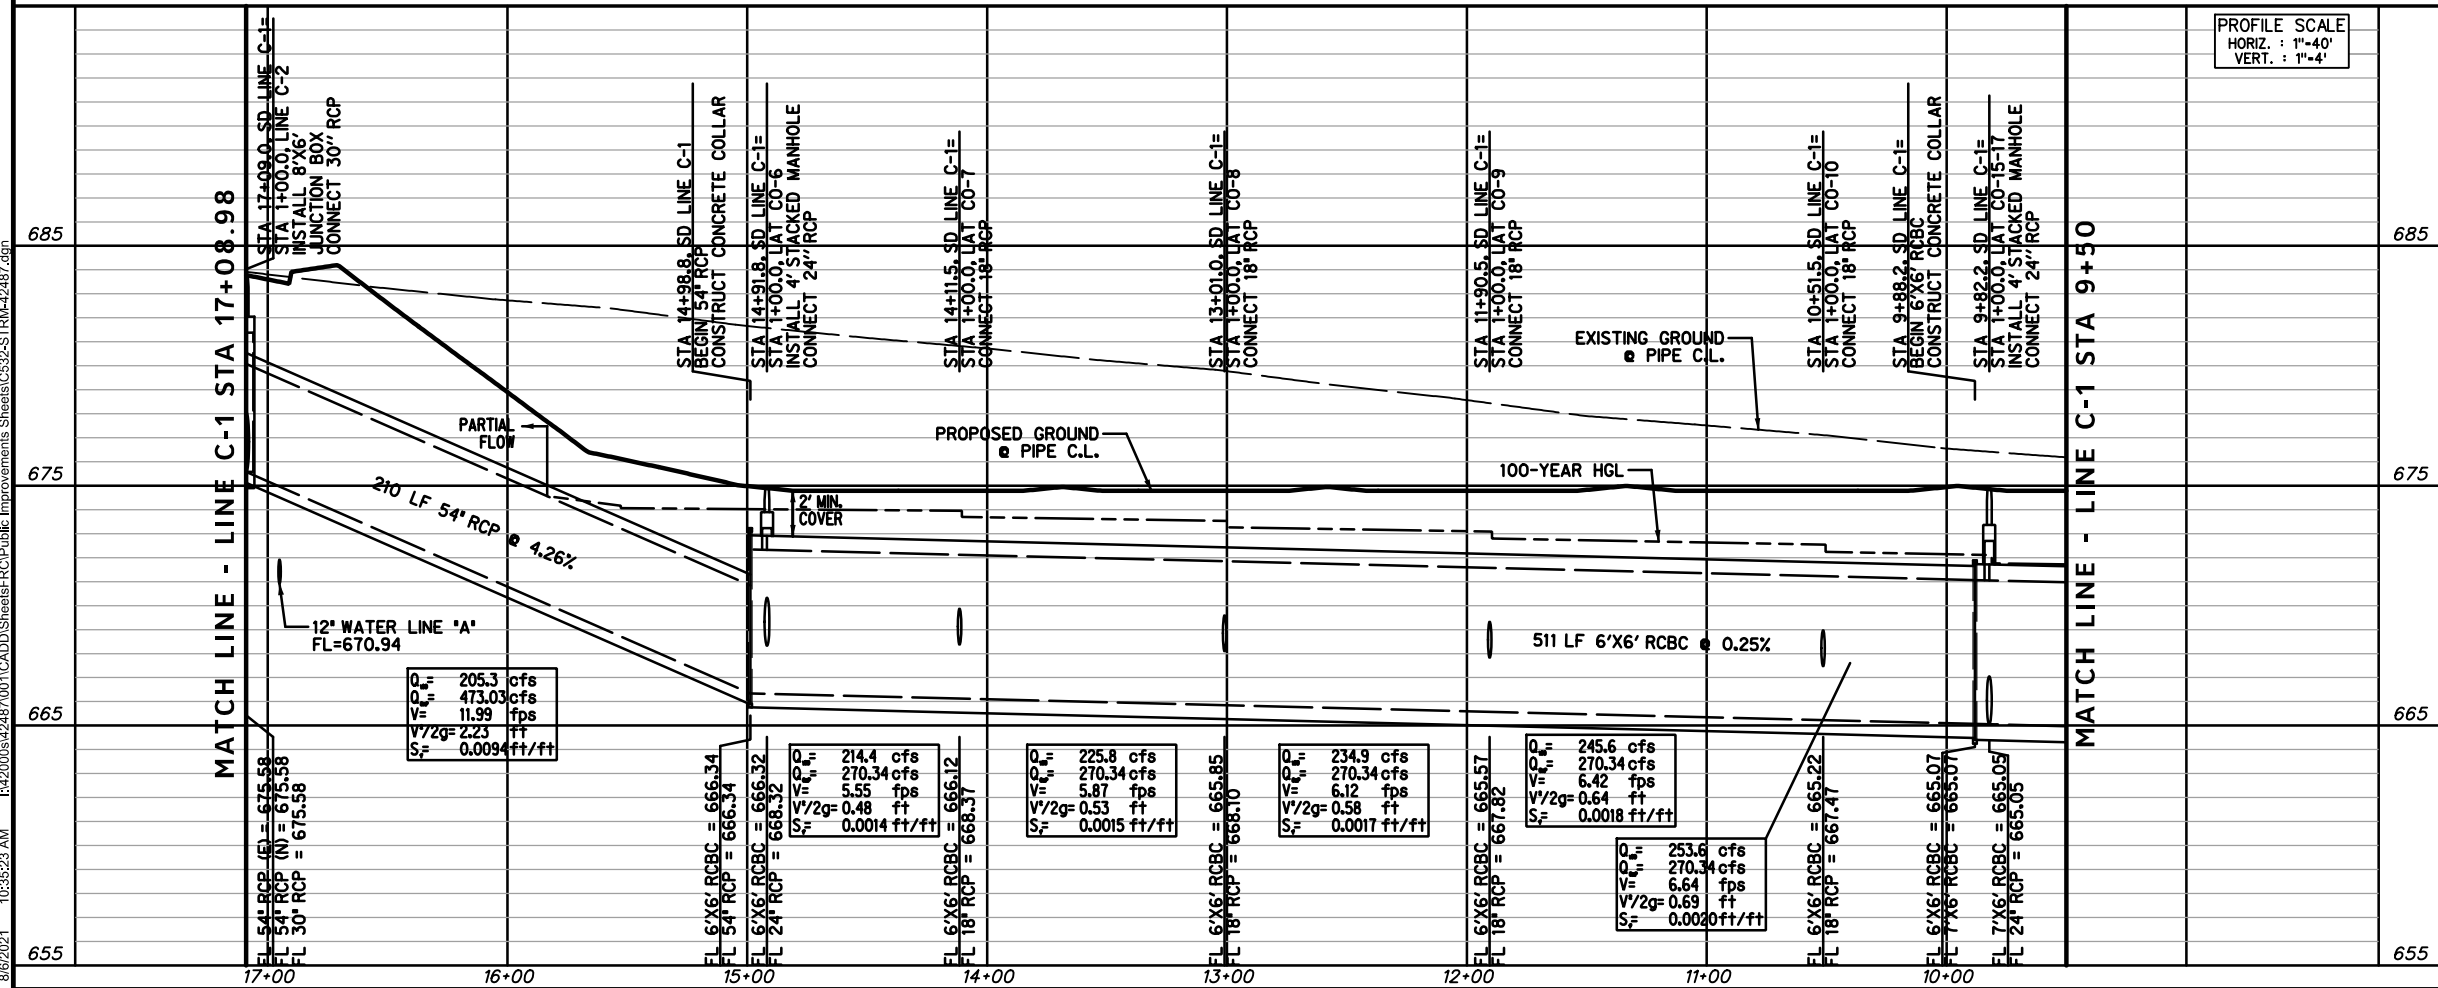 PROFILE SCALE
HORIZ. : 1"=40'
VERT. : 1"=4'
MATCH LINE - LINE C-1 STA 17+08.98
STA 17+09.0, SD LINE C-1=
STA 1+00.0, LINE C-2
INSTALL 8'X6'
JUNCTION BOX
CONNECT 30" RCP
STA 14+98.8, SD LINE C-1
BEGIN 54" RCP
CONSTRUCT CONCRETE COLLAR
STA 14+91.8, SD LINE C-1=
STA 1+00.0, LAT CO-6
INSTALL 4' STACKED MANHOLE
CONNECT 24" RCP
STA 14+11.5, SD LINE C-1=
STA 1+00.0, LAT CO-7
CONNECT 18" RCP
STA 13+01.0, SD LINE C-1=
STA 1+00.0, LAT CO-8
CONNECT 18" RCP
STA 11+90.5, SD LINE C-1=
STA 1+00.0, LAT CO-9
CONNECT 18" RCP
STA 10+51.5, SD LINE C-1=
STA 1+00.0, LAT CO-10
CONNECT 18" RCP
STA 9+88.2, SD LINE C-1=
BEGIN 6'X6' RCBC
CONSTRUCT CONCRETE COLLAR
STA 9+82.2, SD LINE C-1=
STA 1+00.0, LAT CO-15-17
INSTALL 4' STACKED MANHOLE
CONNECT 24" RCP
MATCH LINE - LINE C-1 STA 9+50
685
685
675
675
665
665
655
655
EXISTING GROUND
@ PIPE C.L.
PROPOSED GROUND
@ PIPE C.L.
100-YEAR HGL
PARTIAL
FLOW
2' MIN.
COVER
210 LF 54" RCP @ 4.26%
511 LF 6'X6' RCBC @ 0.25%
12" WATER LINE "A"
FL=670.94
Q = 205.3 cfs
Q = 473.03 cfs
V= 11.99 fps
V²/2g= 2.23 ft
S = 0.0094 ft/ft
Q = 214.4 cfs
Q = 270.34 cfs
V= 5.55 fps
V²/2g= 0.48 ft
S = 0.0014 ft/ft
Q = 225.8 cfs
Q = 270.34 cfs
V= 5.87 fps
V²/2g= 0.53 ft
S = 0.0015 ft/ft
Q = 234.9 cfs
Q = 270.34 cfs
V= 6.12 fps
V²/2g= 0.58 ft
S = 0.0017 ft/ft
Q = 245.6 cfs
Q = 270.34 cfs
V= 6.42 fps
V²/2g= 0.64 ft
S = 0.0018 ft/ft
Q = 253.6 cfs
Q = 270.34 cfs
V= 6.64 fps
V²/2g= 0.69 ft
S = 0.0020 ft/ft
FL 54" RCP (E) = 675.58
FL 54" RCP (N) = 675.58
FL 30" RCP = 675.58
FL 6'X6' RCBC = 666.34
FL 54" RCP = 666.34
FL 6'X6' RCBC = 666.32
FL 24" RCP = 668.32
FL 6'X6' RCBC = 666.12
FL 18" RCP = 668.37
FL 6'X6' RCBC = 665.85
FL 18" RCP = 668.10
FL 6'X6' RCBC = 665.57
FL 18" RCP = 667.82
FL 6'X6' RCBC = 665.22
FL 18" RCP = 667.47
FL 6'X6' RCBC = 665.07
FL 7'X6' RCBC = 665.07
FL 7'X6' RCBC = 665.05
FL 24" RCP = 665.05
17+00
16+00
15+00
14+00
13+00
12+00
11+00
10+00
8/6/2021 10:35:23 AM T:\42000s\42487\001\CADD\Sheets\FRC\Public Improvements Sheets\C532-STRM-42487.dgn